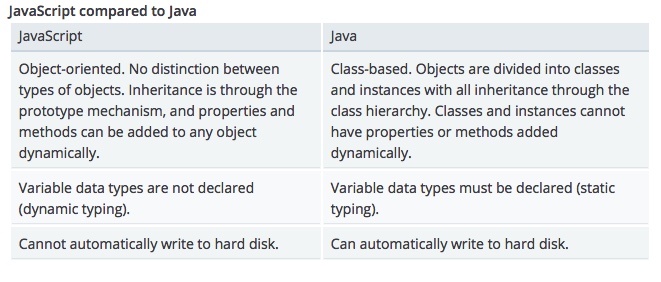 JavaScript compared to Java
JavaScript
Java
Object-oriented. No distinction between
types of objects. Inheritance is through the
prototype mechanism, and properties and
methods can be added to any object
dynamically.
Class-based. Objects are divided into classes
and instances with all inheritance through the
class hierarchy. Classes and instances cannot
have properties or methods added
dynamically.
Variable data types are not declared
(dynamic typing).
Variable data types must be declared (static
typing).
Cannot automatically write to hard disk.
Can automatically write to hard disk.